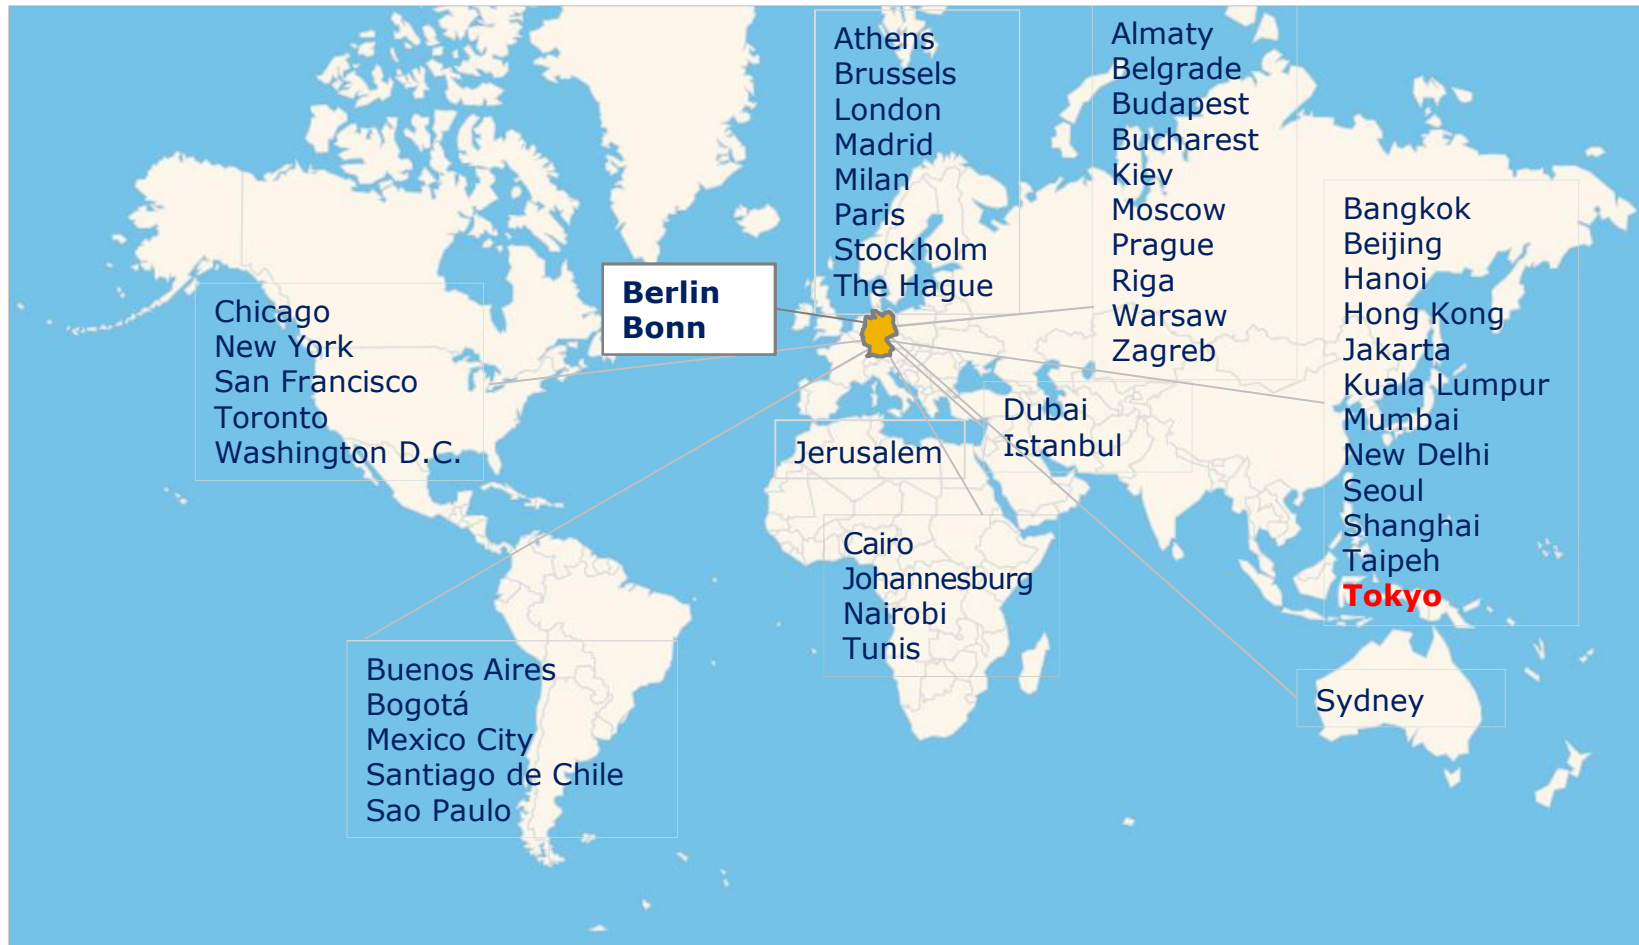 Athens
Brussels
London
Madrid
Milan
Paris
Stockholm
The Hague
Almaty
Belgrade
Budapest
Bucharest
Kiev
Moscow
Prague
Riga
Warsaw
Zagreb
Bangkok
Beijing
Hanoi
Hong Kong
Jakarta
Kuala Lumpur
Mumbai
New Delhi
Seoul
Shanghai
Taipeh
Tokyo
Berlin
Bonn
Chicago
New York
San Francisco
Toronto
Washington D.C.
Dubai
Istanbul
Jerusalem
Cairo
Johannesburg
Nairobi
Tunis
Buenos Aires
Bogotá
Mexico City
Santiago de Chile
Sao Paulo
Sydney